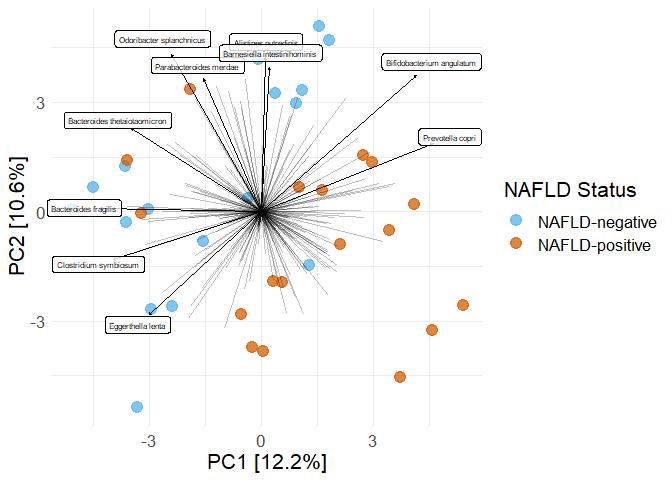 Odoribacter splanchnicus
Alistipes putredinis
Barnesiella intestinihominis
Bifidobacterium angulatum
Parabacteroides merdae
Bacteroides thetaiotaomicron
Prevotella copri
Bacteroides fragilis
Clostridium symbiosum
Eggerthella lenta
3
0
-3
PC2 [10.6%]
-3
0
3
PC1 [12.2%]
NAFLD Status
NAFLD-negative
NAFLD-positive